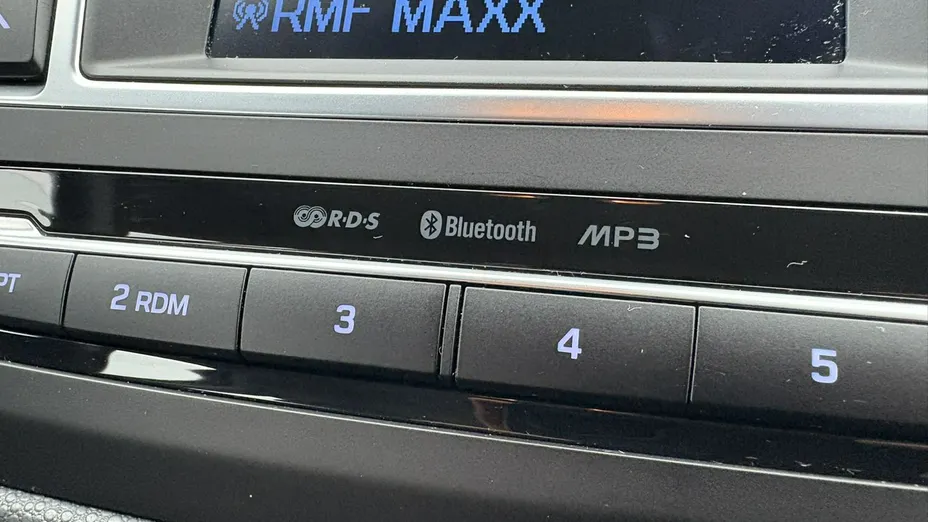 RMF MAXX
R·D·S Bluetooth MP3
PT 2 RDM 3 4 5